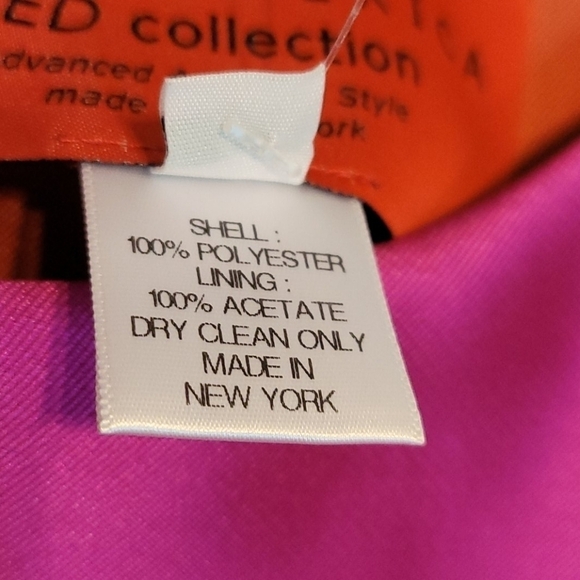 ED collection
dvanced Style
made ork
SHELL :
100% POLYESTER
LINING :
100% ACETATE
DRY CLEAN ONLY
MADE IN
NEW YORK